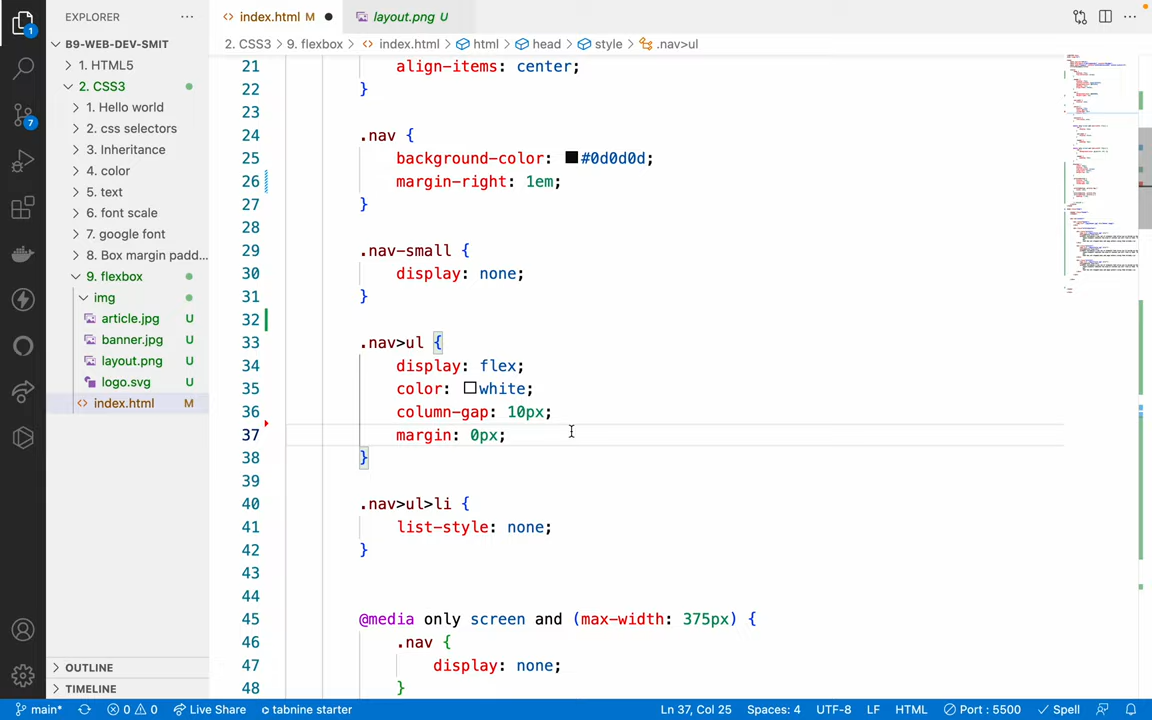 EXPLORER
index.html M
layout.png U
B9-WEB-DEV-SMIT
2. CSS3 > 9. flexbox > index.html > html > head > style > .nav>ul
1. HTML5
2. CSS3
1. Hello world
2. css selectors
3. Inheritance
4. color
5. text
6. font scale
7. google font
8. Box margin padd...
9. flexbox
img
article.jpg U
banner.jpg U
layout.png U
logo.svg U
index.html M
OUTLINE
TIMELINE
1
7
21 align-items: center;
22 }
23
24 .nav {
25 background-color: #0d0d0d;
26 margin-right: 1em;
27 }
28
29 .nav-small {
30 display: none;
31 }
32
33 .nav>ul {
34 display: flex;
35 color: white;
36 column-gap: 10px;
37 margin: 0px;
38 }
39
40 .nav>ul>li {
41 list-style: none;
42 }
43
44
45 @media only screen and (max-width: 375px) {
46 .nav {
47 display: none;
48 }
main* 0 0 Live Share tabnine starter Ln 37, Col 25 Spaces: 4 UTF-8 LF HTML Port : 5500 Spell